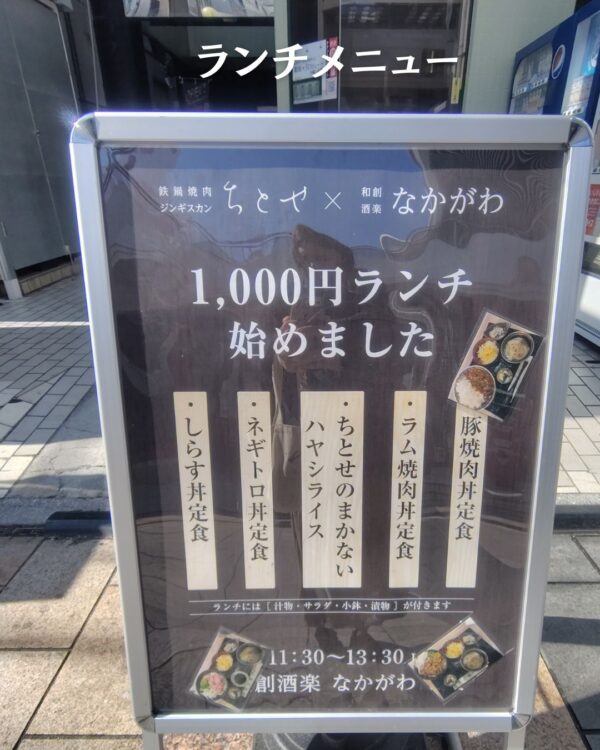 ランチメニュー
鉄鍋焼肉
ジンギスカン
ちとや
×
和創
酒楽
なかがわ
1,000円ランチ
始めました
豚焼肉丼定食
・ラム焼肉丼定食
・ちとせのまかない
ハヤシライス
・ネギトロ丼定食
・しらす丼定食
ランチには [ 汁物・サラダ・小鉢・漬物 ] が付きます
11:30～13:30
創酒楽 なかがわ